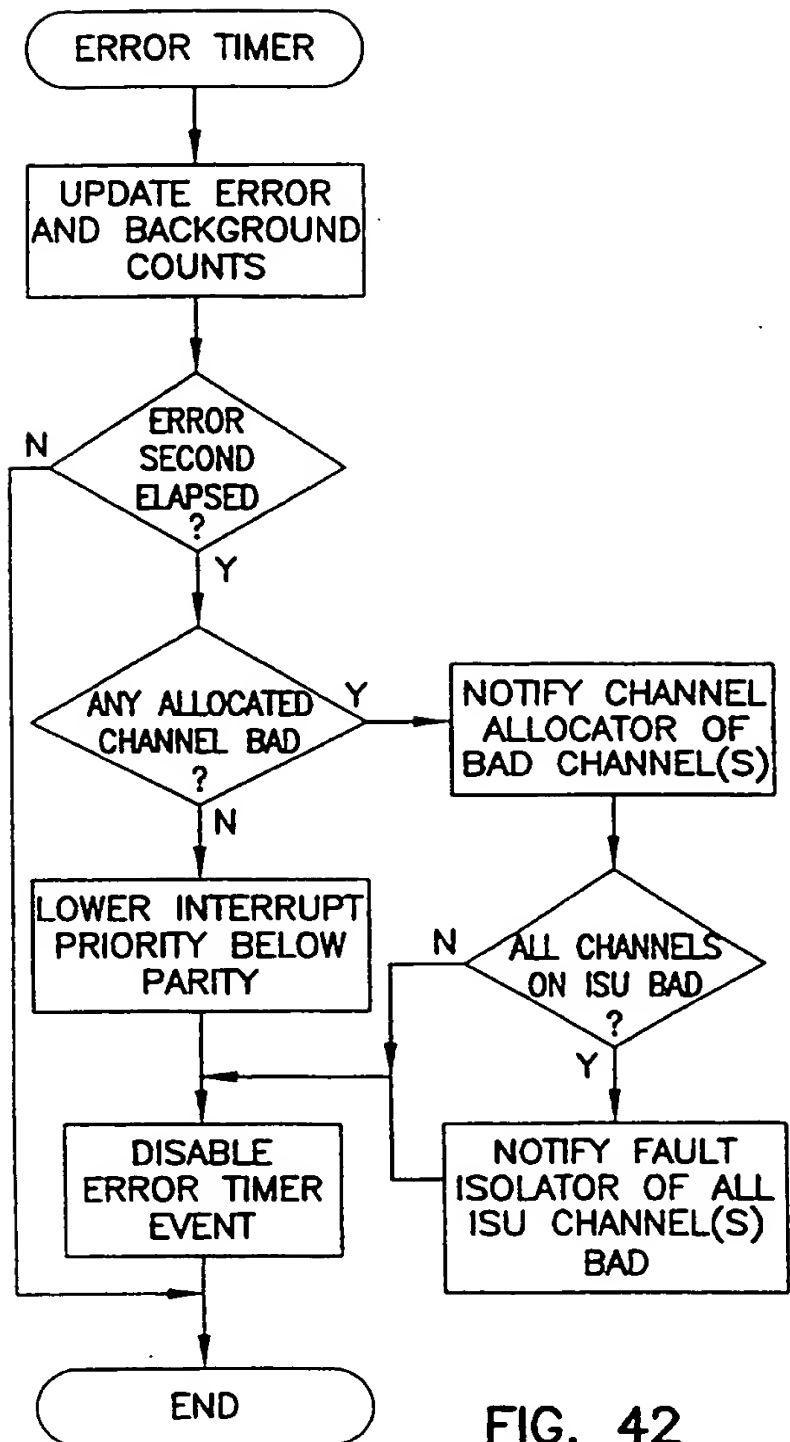 ERROR TIMER
UPDATE ERROR
AND BACKGROUND
COUNTS
ERROR
SECOND
ELAPSED
?
N
Y
ANY ALLOCATED
CHANNEL BAD
?
Y
N
NOTIFY CHANNEL
ALLOCATOR OF
BAD CHANNEL(S)
LOWER INTERRUPT
PRIORITY BELOW
PARITY
ALL CHANNELS
ON ISU BAD
?
N
Y
DISABLE
ERROR TIMER
EVENT
NOTIFY FAULT
ISOLATOR OF ALL
ISU CHANNEL(S)
BAD
END
FIG. 42